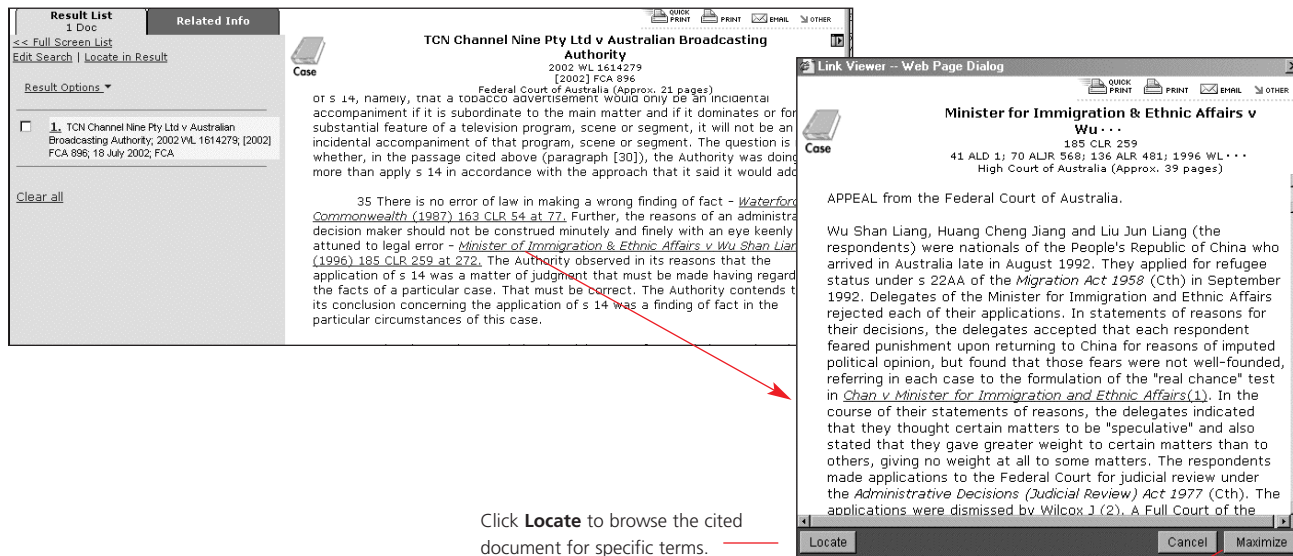 Result List
1 Doc
Related Info
<< Full Screen List
Edit Search | Locate in Result
Result Options
1. TCN Channel Nine Pty Ltd v Australian
Broadcasting Authority; 2002 WL 1614279; [2002]
FCA 896; 18 July 2002; FCA
Clear all
QUICK PRINT PRINT EMAIL OTHER
Case
TCN Channel Nine Pty Ltd v Australian Broadcasting
Authority
2002 WL 1614279
[2002] FCA 896
Federal Court of Australia (Approx. 21 pages)
of s 14, namely, that a tobacco advertisement would only be an incidental
accompaniment if it is subordinate to the main matter and if it dominates or for
substantial feature of a television program, scene or segment, it will not be an
incidental accompaniment of that program, scene or segment. The question is
whether, in the passage cited above (paragraph [30]), the Authority was doing
more than apply s 14 in accordance with the approach that it said it would ado
35 There is no error of law in making a wrong finding of fact - Waterford
Commonwealth (1987) 163 CLR 54 at 77. Further, the reasons of an administra
decision maker should not be construed minutely and finely with an eye keenly
attuned to legal error - Minister of Immigration & Ethnic Affairs v Wu Shan Lian
(1996) 185 CLR 259 at 272. The Authority observed in its reasons that the
application of s 14 was a matter of judgment that must be made having regard
the facts of a particular case. That must be correct. The Authority contends t
its conclusion concerning the application of s 14 was a finding of fact in the
particular circumstances of this case.
Link Viewer -- Web Page Dialog
QUICK PRINT PRINT EMAIL OTHER
Case
Minister for Immigration & Ethnic Affairs v
Wu···
185 CLR 259
41 ALD 1; 70 ALJR 568; 136 ALR 481; 1996 WL···
High Court of Australia (Approx. 39 pages)
APPEAL from the Federal Court of Australia.
Wu Shan Liang, Huang Cheng Jiang and Liu Jun Liang (the
respondents) were nationals of the People's Republic of China who
arrived in Australia late in August 1992. They applied for refugee
status under s 22AA of the Migration Act 1958 (Cth) in September
1992. Delegates of the Minister for Immigration and Ethnic Affairs
rejected each of their applications. In statements of reasons for
their decisions, the delegates accepted that each respondent
feared punishment upon returning to China for reasons of imputed
political opinion, but found that those fears were not well-founded,
referring in each case to the formulation of the "real chance" test
in Chan v Minister for Immigration and Ethnic Affairs(1). In the
course of their statements of reasons, the delegates indicated
that they thought certain matters to be "speculative" and also
stated that they gave greater weight to certain matters than to
others, giving no weight at all to some matters. The respondents
made applications to the Federal Court for judicial review under
the Administrative Decisions (Judicial Review) Act 1977 (Cth). The
applications were dismissed by Wilcox J (2). A Full Court of the
Locate Cancel Maximize
Click Locate to browse the cited
document for specific terms.